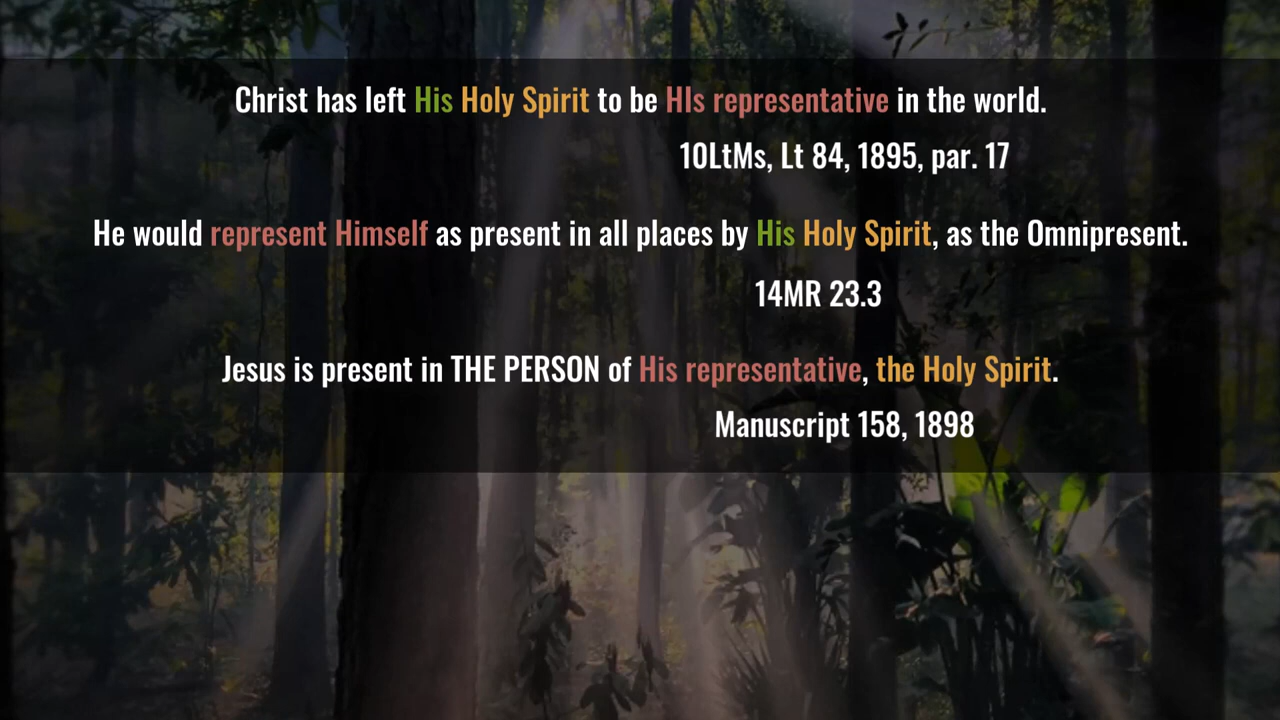 Christ has left His Holy Spirit to be HIs representative in the world.
10LtMs, Lt 84, 1895, par. 17
He would represent Himself as present in all places by His Holy Spirit, as the Omnipresent.
14MR 23.3
Jesus is present in THE PERSON of His representative, the Holy Spirit.
Manuscript 158, 1898